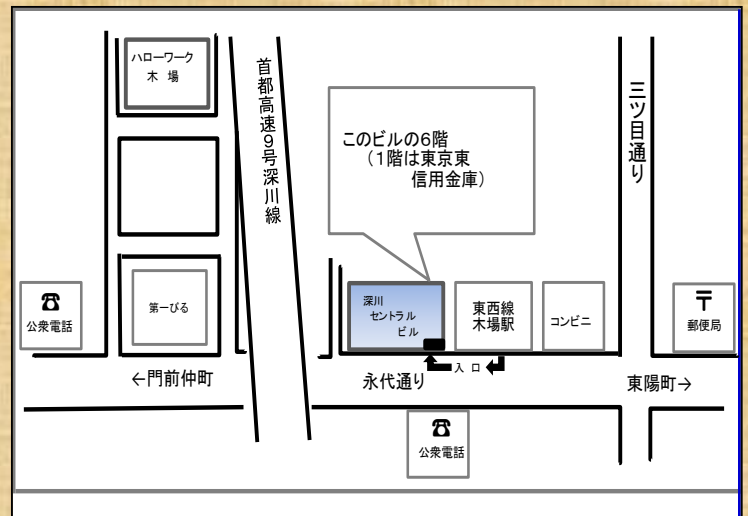 ハローワーク
木 場
首都高速9号深川線
三ツ目通り
このビルの6階
(1階は東京東
信用金庫)
公衆電話
第一びる
深川
セントラル
ビル
東西線
木場駅
コンビニ
〒
郵便局
入 口
←門前仲町
永代通り
東陽町→
公衆電話